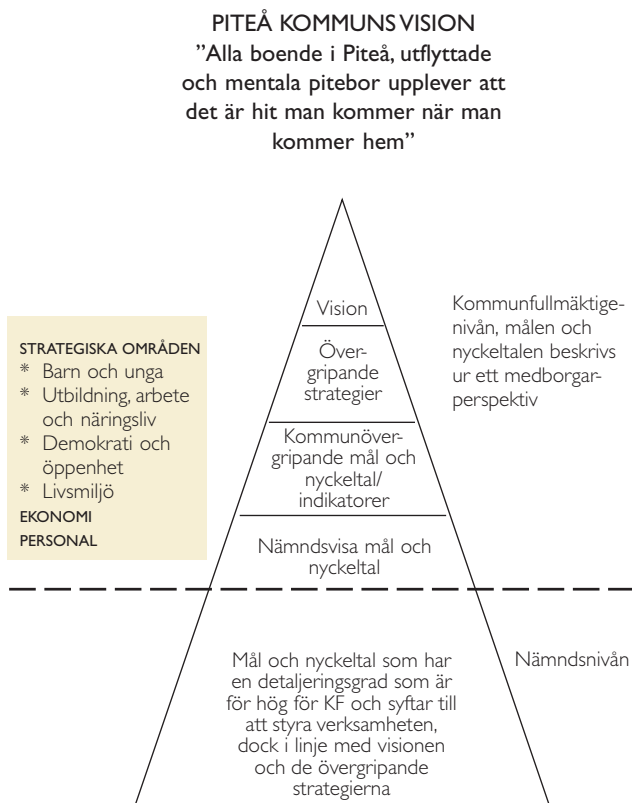 PITEÅ KOMMUNS VISION
”Alla boende i Piteå, utflyttade
och mentala pitebor upplever att
det är hit man kommer när man
kommer hem”
Vision
Över-
gripande
strategier
Kommunöver-
gripande mål och
nyckeltal/
indikatorer
Nämndsvisa mål och
nyckeltal
Kommunfullmäktige-
nivån, målen och
nyckeltalen beskrivs
ur ett medborgar-
perspektiv
STRATEGISKA OMRÅDEN
* Barn och unga
* Utbildning, arbete
och näringsliv
* Demokrati och
öppenhet
* Livsmiljö
EKONOMI
PERSONAL
Mål och nyckeltal som har
en detaljeringsgrad som är
för hög för KF och syftar till
att styra verksamheten,
dock i linje med visionen
och de övergripande
strategierna
Nämndsnivån